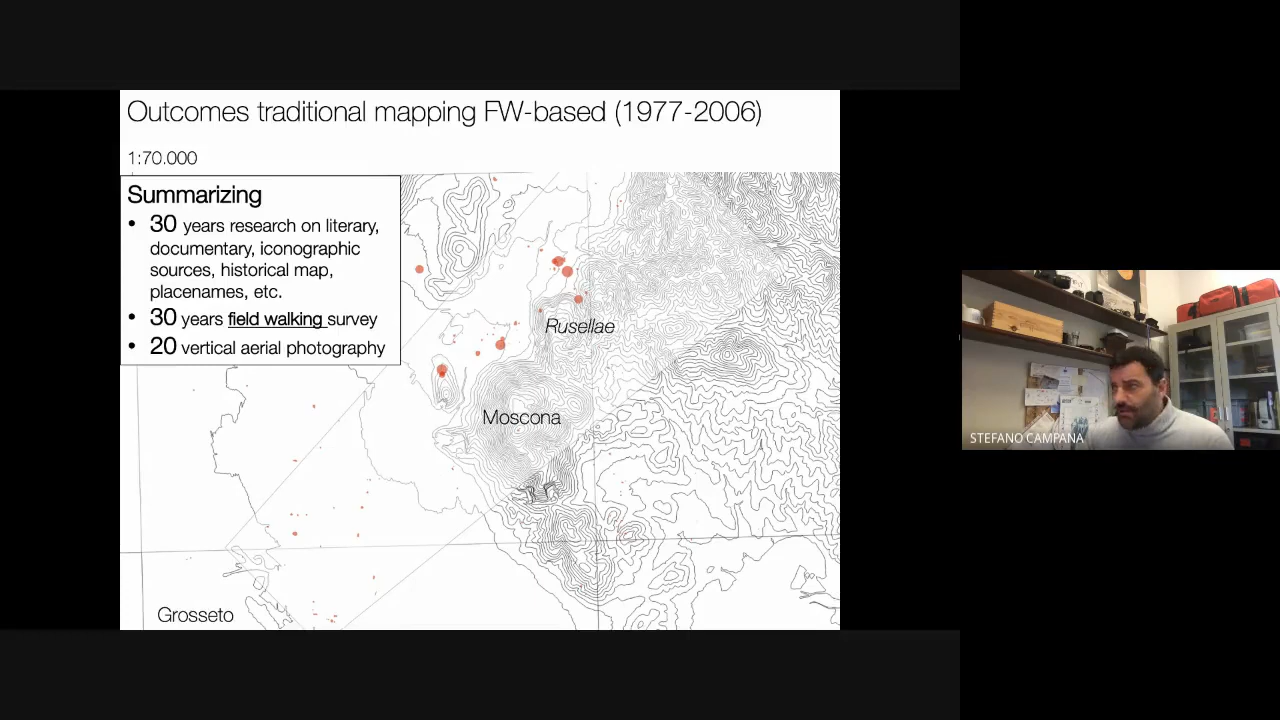 Outcomes traditional mapping FW-based (1977-2006)
1:70.000
Summarizing
• 30 years research on literary,
documentary, iconographic
sources, historical map,
placenames, etc.
• 30 years field walking survey
• 20 vertical aerial photography
Rusellae
Moscona
Grosseto
STEFANO CAMPANA